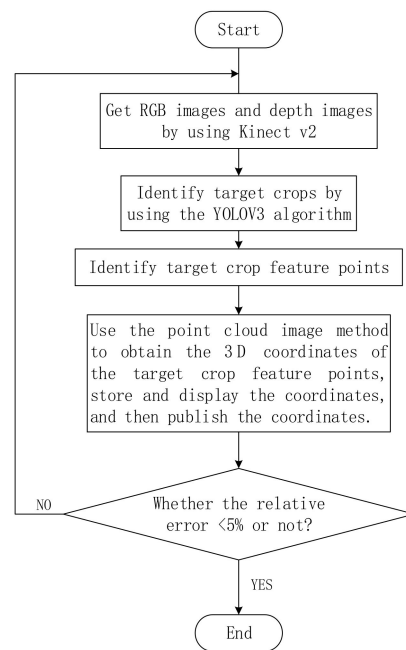 Start
Get RGB images and depth images
by using Kinect v2
Identify target crops by
using the YOLOV3 algorithm
Identify target crop feature points
Use the point cloud image method
to obtain the 3D coordinates of
the target crop feature points,
store and display the coordinates,
and then publish the coordinates.
Whether the relative
error <5% or not?
NO
YES
End